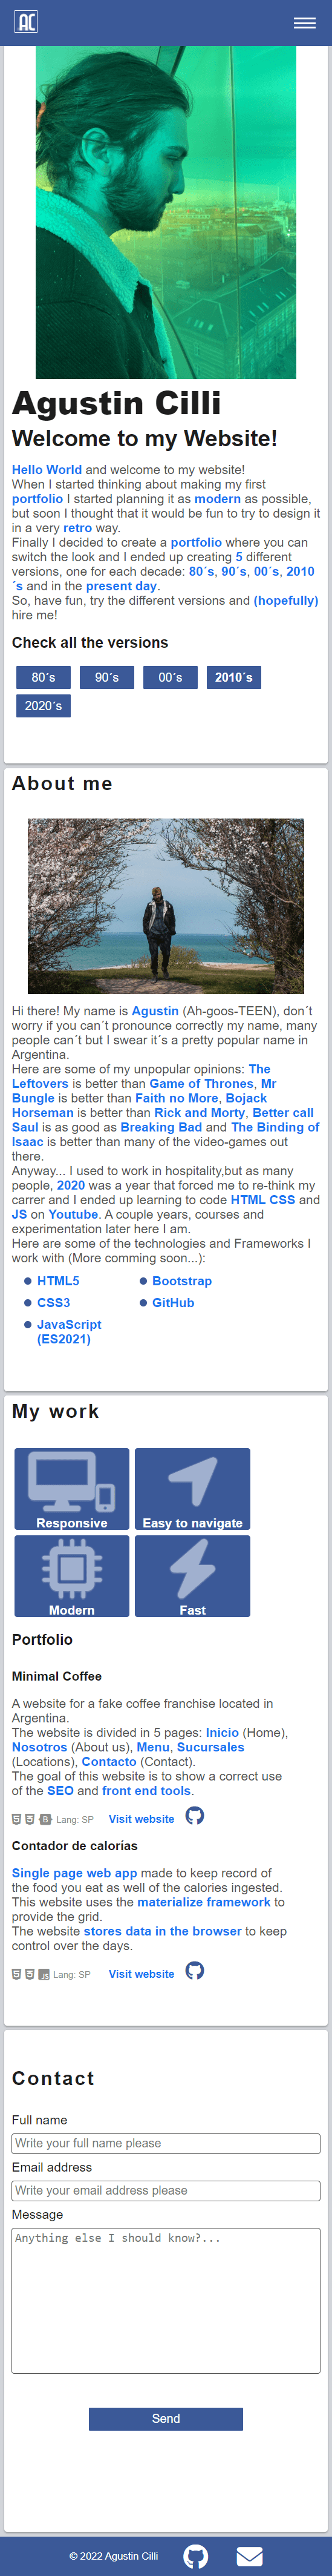 AC
Agustin Cilli
Welcome to my Website!
Hello World and welcome to my website!
When I started thinking about making my first
portfolio I started planning it as modern as possible,
but soon I thought that it would be fun to try to design it
in a very retro way.
Finally I decided to create a portfolio where you can
switch the look and I ended up creating 5 different
versions, one for each decade: 80´s, 90´s, 00´s, 2010
´s and in the present day.
So, have fun, try the different versions and (hopefully)
hire me!
Check all the versions
80´s 90´s 00´s 2010´s
2020´s
About me
Hi there! My name is Agustin (Ah-goos-TEEN), don´t
worry if you can´t pronounce correctly my name, many
people can´t but I swear it´s a pretty popular name in
Argentina.
Here are some of my unpopular opinions: The
Leftovers is better than Game of Thrones, Mr
Bungle is better than Faith no More, Bojack
Horseman is better than Rick and Morty, Better call
Saul is as good as Breaking Bad and The Binding of
Isaac is better than many of the video-games out
there.
Anyway... I used to work in hospitality,but as many
people, 2020 was a year that forced me to re-think my
carrer and I ended up learning to code HTML CSS and
JS on Youtube. A couple years, courses and
experimentation later here I am.
Here are some of the technologies and Frameworks I
work with (More comming soon...):
HTML5 Bootstrap
CSS3 GitHub
JavaScript
(ES2021)
My work
Responsive Easy to navigate
Modern Fast
Portfolio
Minimal Coffee
A website for a fake coffee franchise located in
Argentina.
The website is divided in 5 pages: Inicio (Home),
Nosotros (About us), Menu, Sucursales
(Locations), Contacto (Contact).
The goal of this website is to show a correct use
of the SEO and front end tools.
Lang: SP Visit website
Contador de calorías
Single page web app made to keep record of
the food you eat as well of the calories ingested.
This website uses the materialize framework to
provide the grid.
The website stores data in the browser to keep
control over the days.
JS Lang: SP Visit website
Contact
Full name
Write your full name please
Email address
Write your email address please
Message
Anything else I should know?...
Send
© 2022 Agustin Cilli